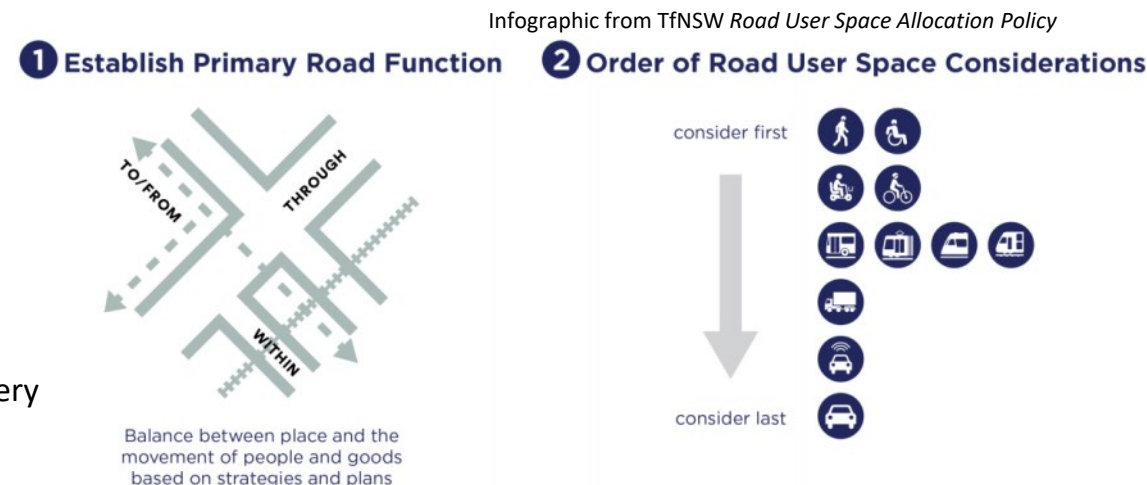 Infographic from TfNSW Road User Space Allocation Policy
1 Establish Primary Road Function
TO/FROM
THROUGH
WITHIN
ery
Balance between place and the
movement of people and goods
based on strategies and plans
2 Order of Road User Space Considerations
consider first
consider last